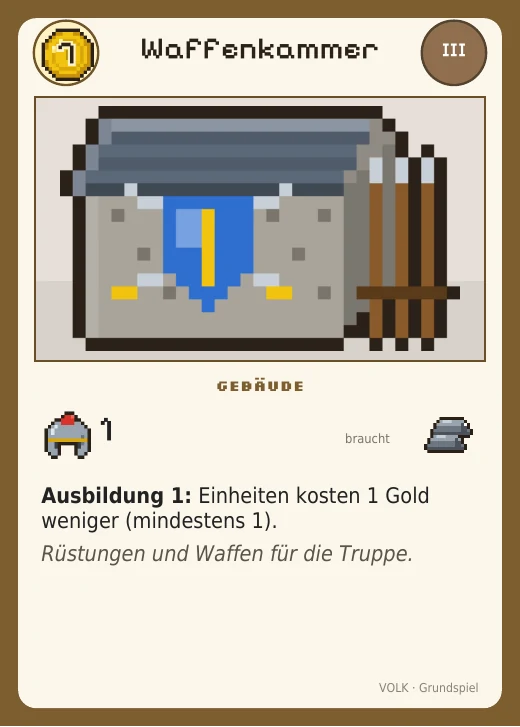 7 Waffenkammer III
GEBÄUDE
1 braucht
Ausbildung 1: Einheiten kosten 1 Gold
weniger (mindestens 1).
Rüstungen und Waffen für die Truppe.
VOLK · Grundspiel